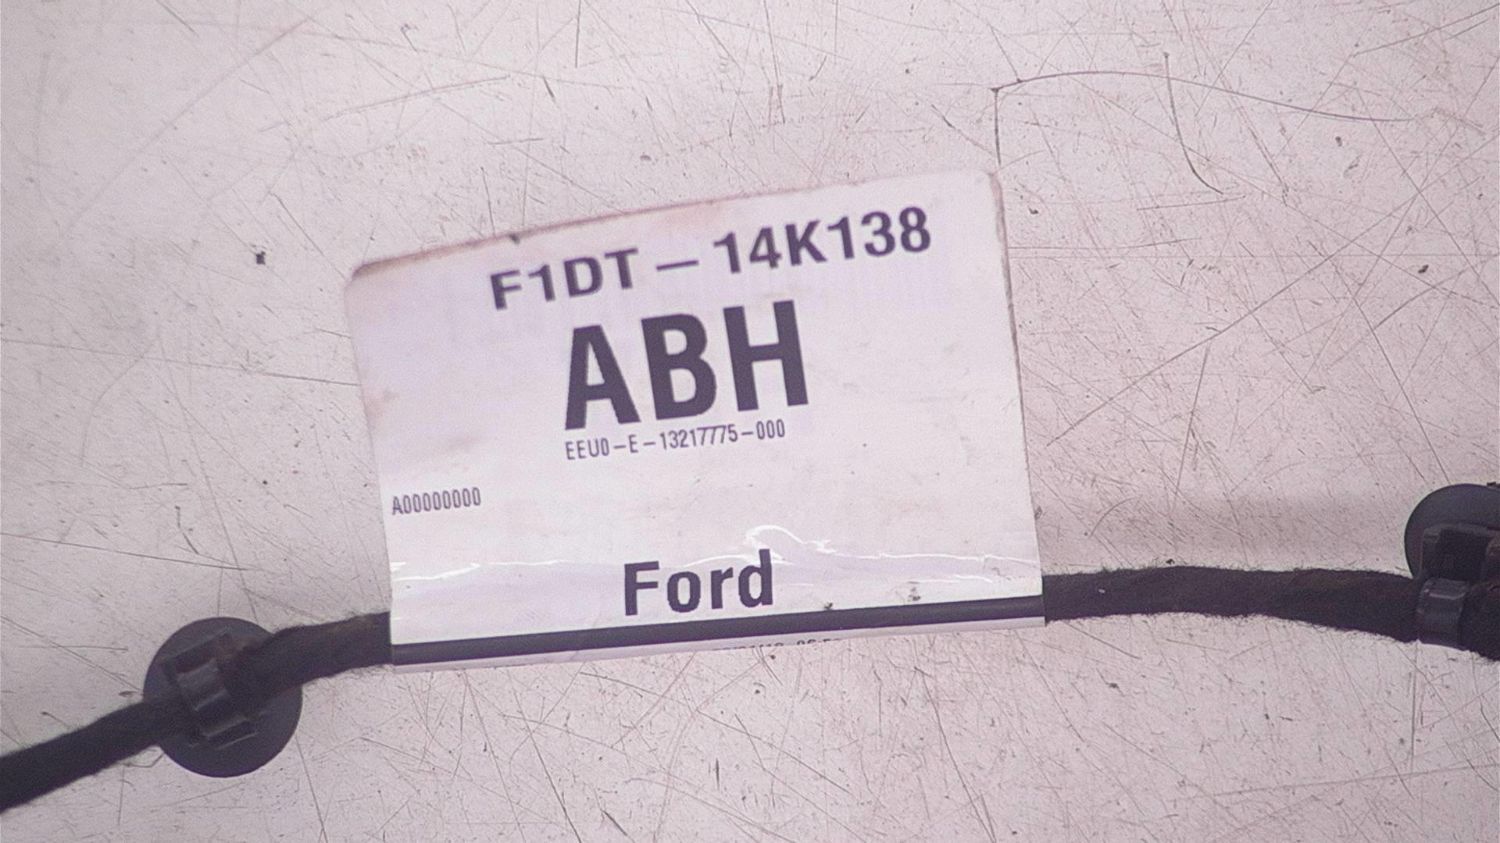 F1DT – 14K138
ABH
EEU0 – E – 13217775 – 000
A00000000
Ford